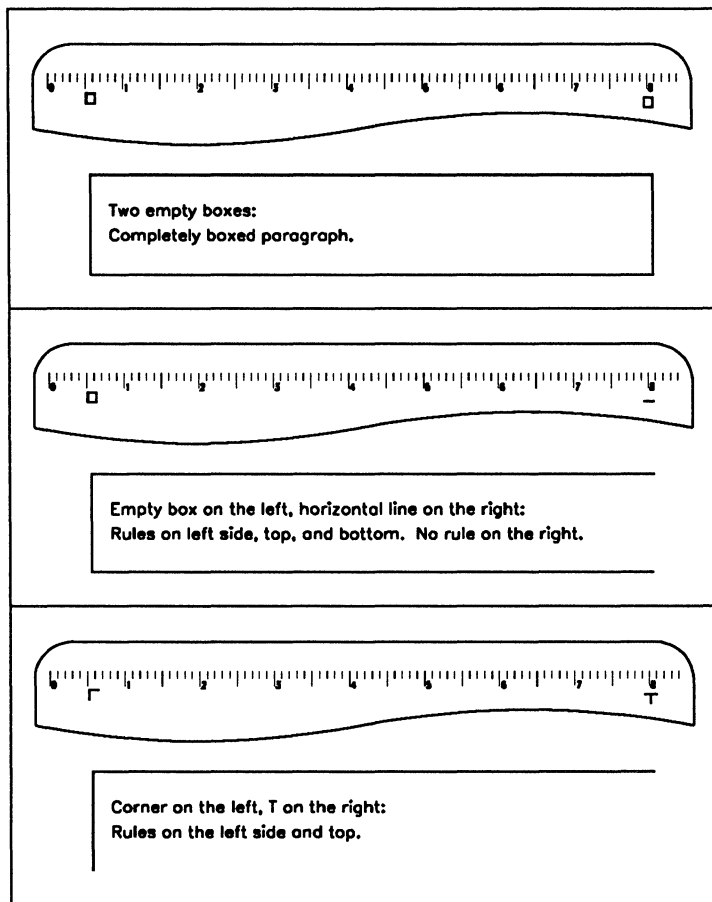 0 1 2 3 4 5 6 7 8
Two empty boxes:
Completely boxed paragraph.
0 1 2 3 4 5 6 7 8
Empty box on the left, horizontal line on the right:
Rules on left side, top, and bottom. No rule on the right.
0 1 2 3 4 5 6 7 8
Corner on the left, T on the right:
Rules on the left side and top.